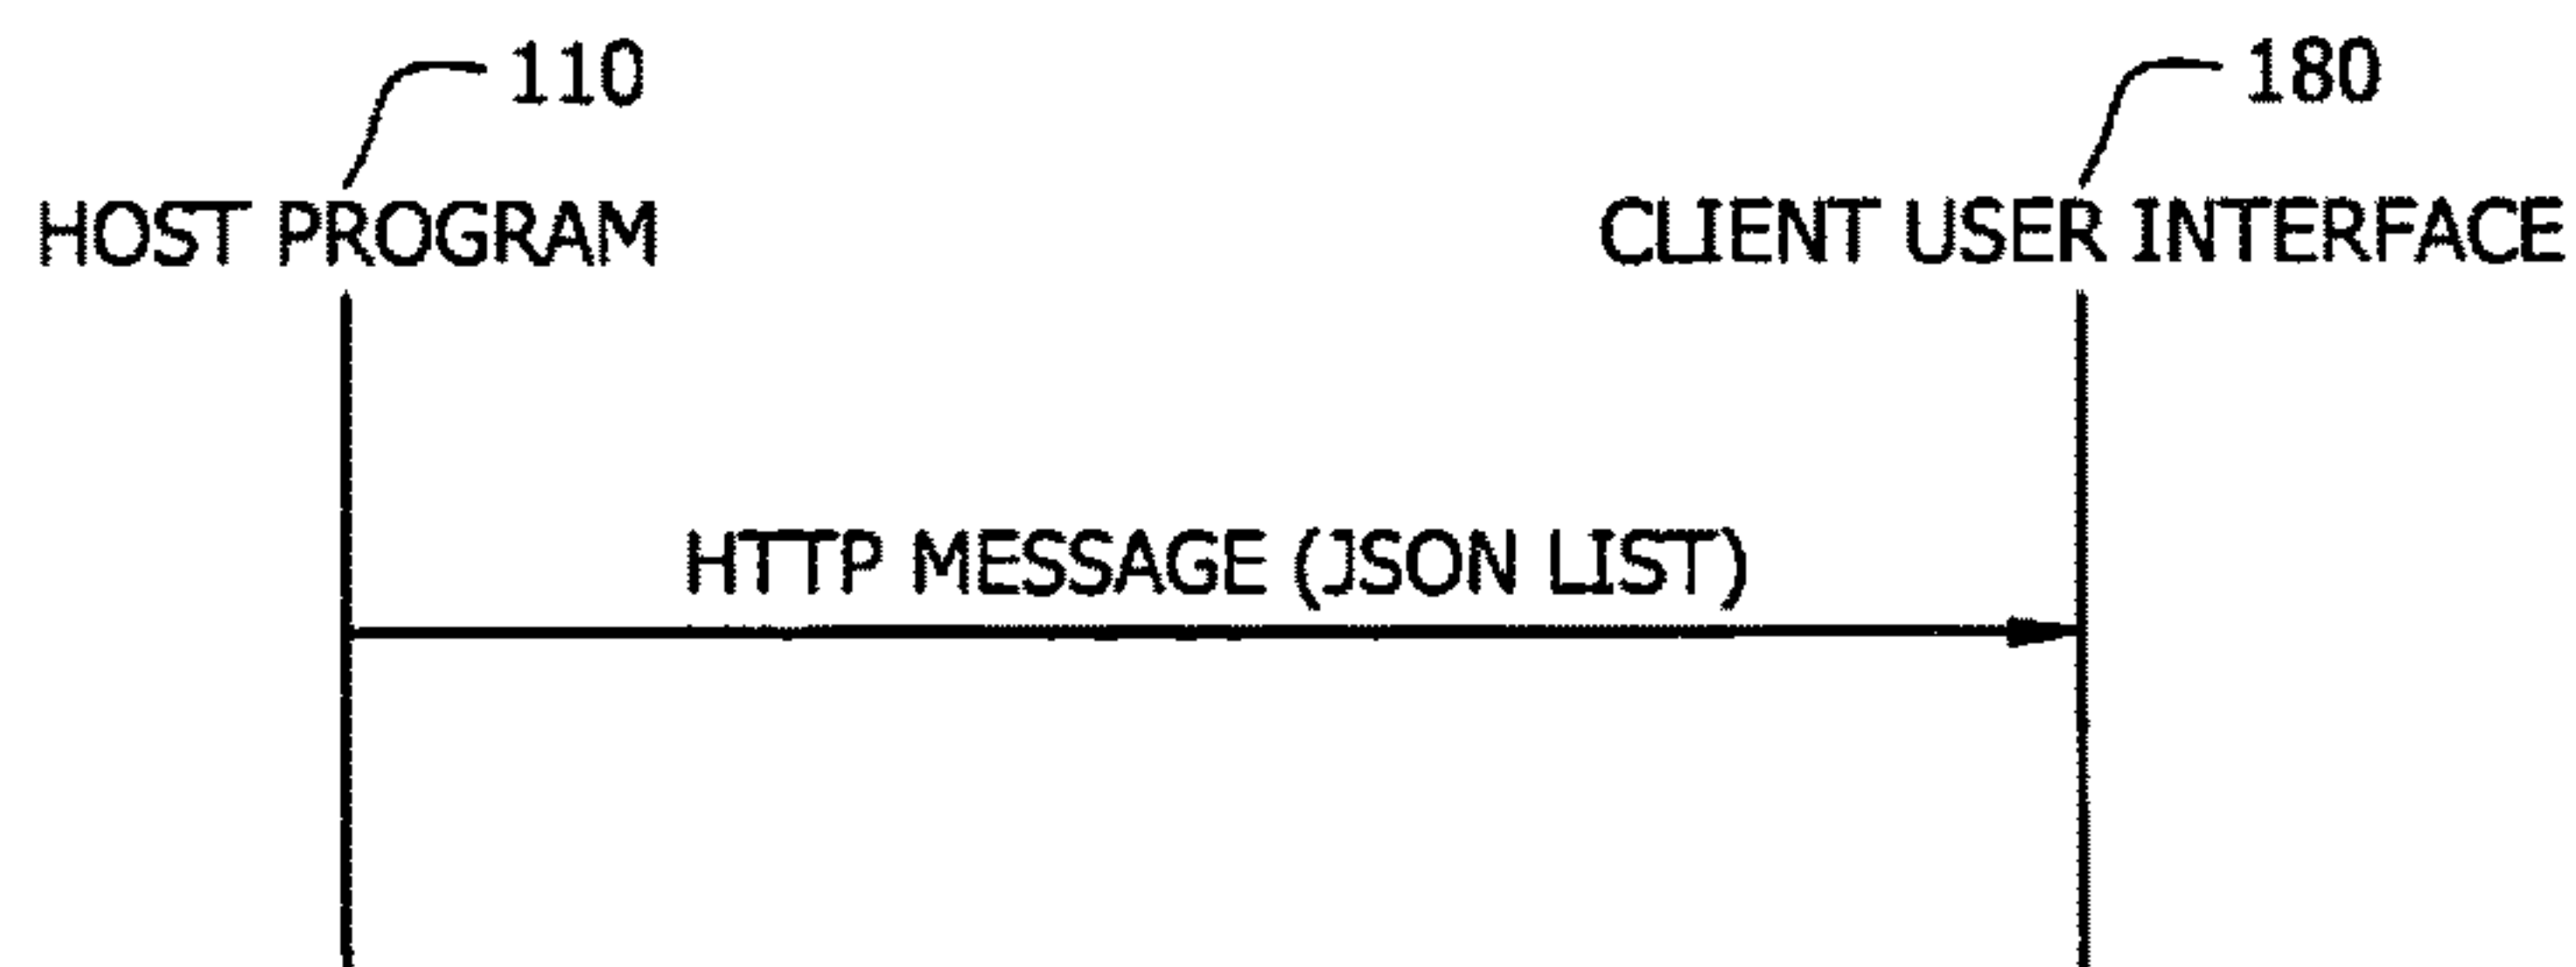 110
180
HOST PROGRAM
CLIENT USER INTERFACE
HTTP MESSAGE (JSON LIST)